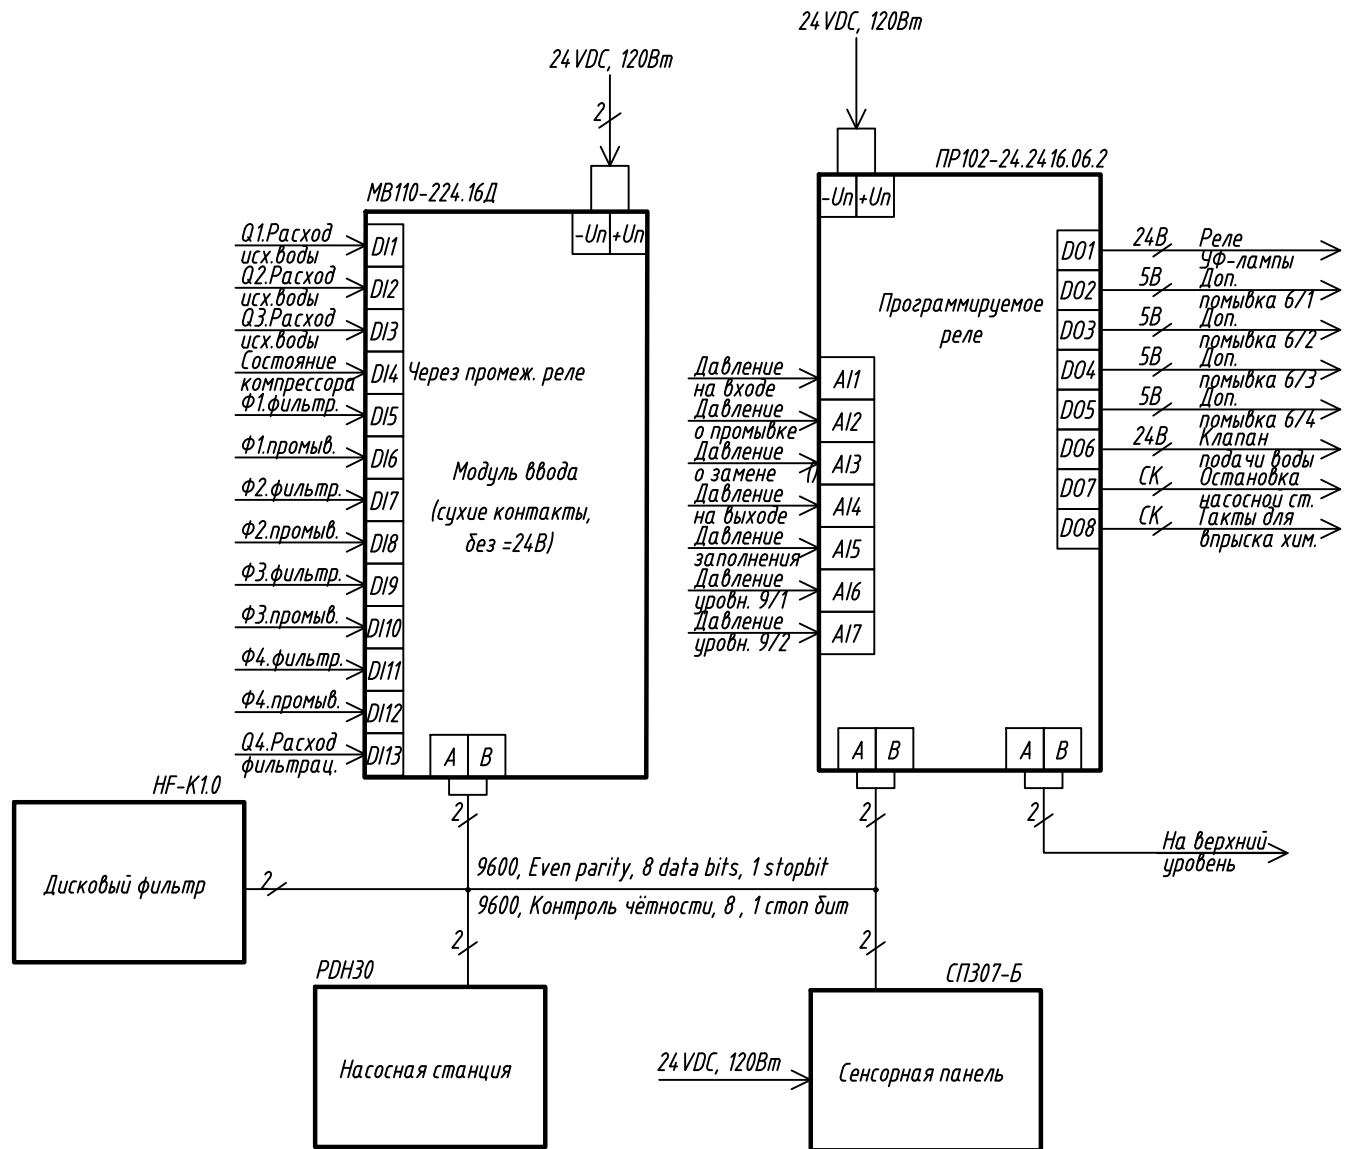 24VDC, 120Вт
24VDC, 120Вт
2
ПР102-24.2416.06.2
МВ110-224.16Д
-Un +Un
-Un +Un
Q1.Расход
исх.воды
DI1
Q2.Расход
исх.воды
DI2
Q3.Расход
исх.воды
DI3
Состояние
компрессора
DI4
Через промеж. реле
Ф1.фильтр.
DI5
Ф1.промыв.
DI6
Ф2.фильтр.
DI7
Ф2.промыв.
DI8
Ф3.фильтр.
DI9
Ф3.промыв.
DI10
Ф4.фильтр.
DI11
Ф4.промыв.
DI12
Q4.Расход
фильтрац.
DI13
Модуль ввода
(сухие контакты,
без =24В)
A B
Программируемое
реле
Давление
на входе
AI1
Давление
о промывке
AI2
Давление
о замене ()
AI3
Давление
на выходе
AI4
Давление
заполнения
AI5
Давление
уровн. 9/1
AI6
Давление
уровн. 9/2
AI7
DO1 24В Реле
УФ-лампы
DO2 5В Доп.
помывка 6/1
DO3 5В Доп.
помывка 6/2
DO4 5В Доп.
помывка 6/3
DO5 5В Доп.
помывка 6/4
DO6 24В Клапан
подачи воды
DO7 СК Остановка
насосной ст.
DO8 СК Такты для
впрыска хим.
A B
A B
HF-K1.0
2
2
2
На верхний
уровень
Дисковый фильтр
2
9600, Even parity, 8 data bits, 1 stopbit
9600, Контроль чётности, 8 , 1 стоп бит
2
2
PDH30
СП307-Б
Насосная станция
24VDC, 120Вт
Сенсорная панель